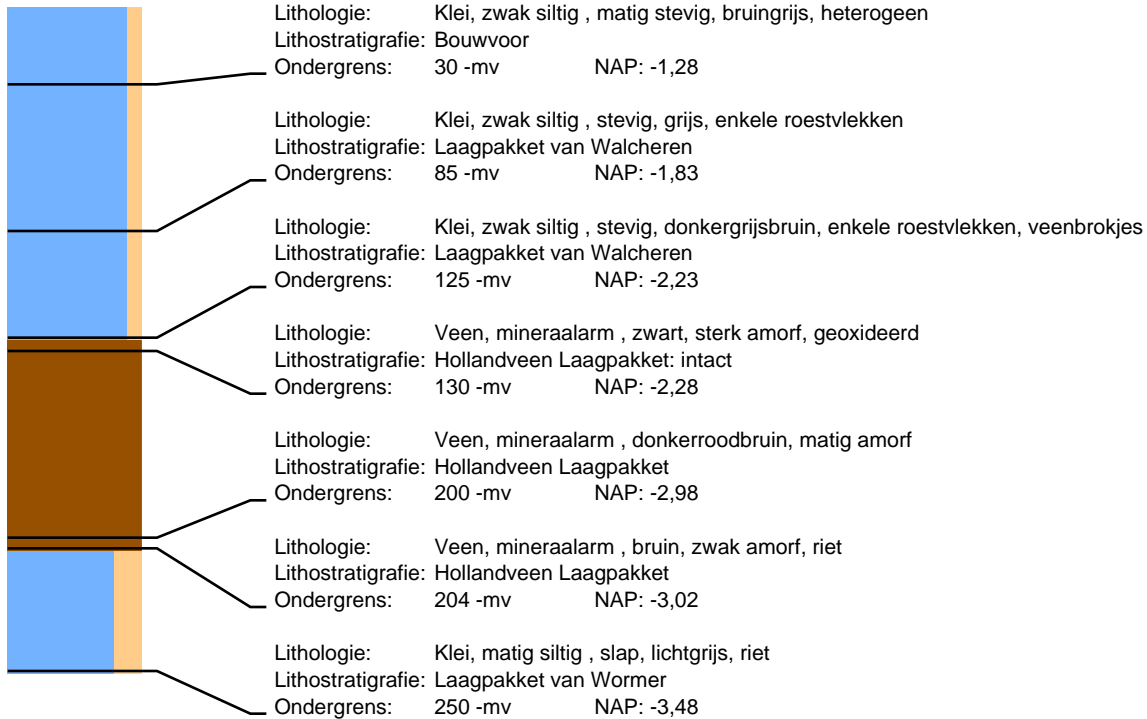 Lithologie: Klei, zwak siltig , matig stevig, bruingrijs, heterogeen
Lithostratigrafie: Bouwvoor
Ondergrens: 30 -mv NAP: -1,28
Lithologie: Klei, zwak siltig , stevig, grijs, enkele roestvlekken
Lithostratigrafie: Laagpakket van Walcheren
Ondergrens: 85 -mv NAP: -1,83
Lithologie: Klei, zwak siltig , stevig, donkergrijsbruin, enkele roestvlekken, veenbrokjes
Lithostratigrafie: Laagpakket van Walcheren
Ondergrens: 125 -mv NAP: -2,23
Lithologie: Veen, mineraalarm , zwart, sterk amorf, geoxideerd
Lithostratigrafie: Hollandveen Laagpakket: intact
Ondergrens: 130 -mv NAP: -2,28
Lithologie: Veen, mineraalarm , donkerroodbruin, matig amorf
Lithostratigrafie: Hollandveen Laagpakket
Ondergrens: 200 -mv NAP: -2,98
Lithologie: Veen, mineraalarm , bruin, zwak amorf, riet
Lithostratigrafie: Hollandveen Laagpakket
Ondergrens: 204 -mv NAP: -3,02
Lithologie: Klei, matig siltig , slap, lichtgrijs, riet
Lithostratigrafie: Laagpakket van Wormer
Ondergrens: 250 -mv NAP: -3,48